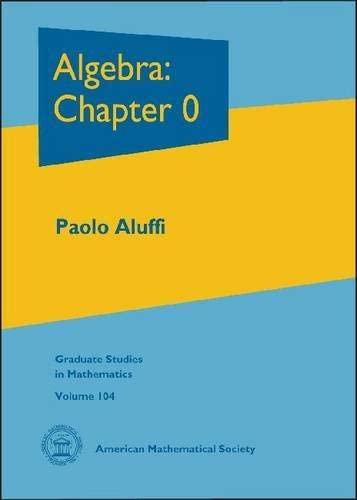 Algebra:
Chapter 0
Paolo Aluffi
Graduate Studies
in Mathematics
Volume 104
American Mathematical Society